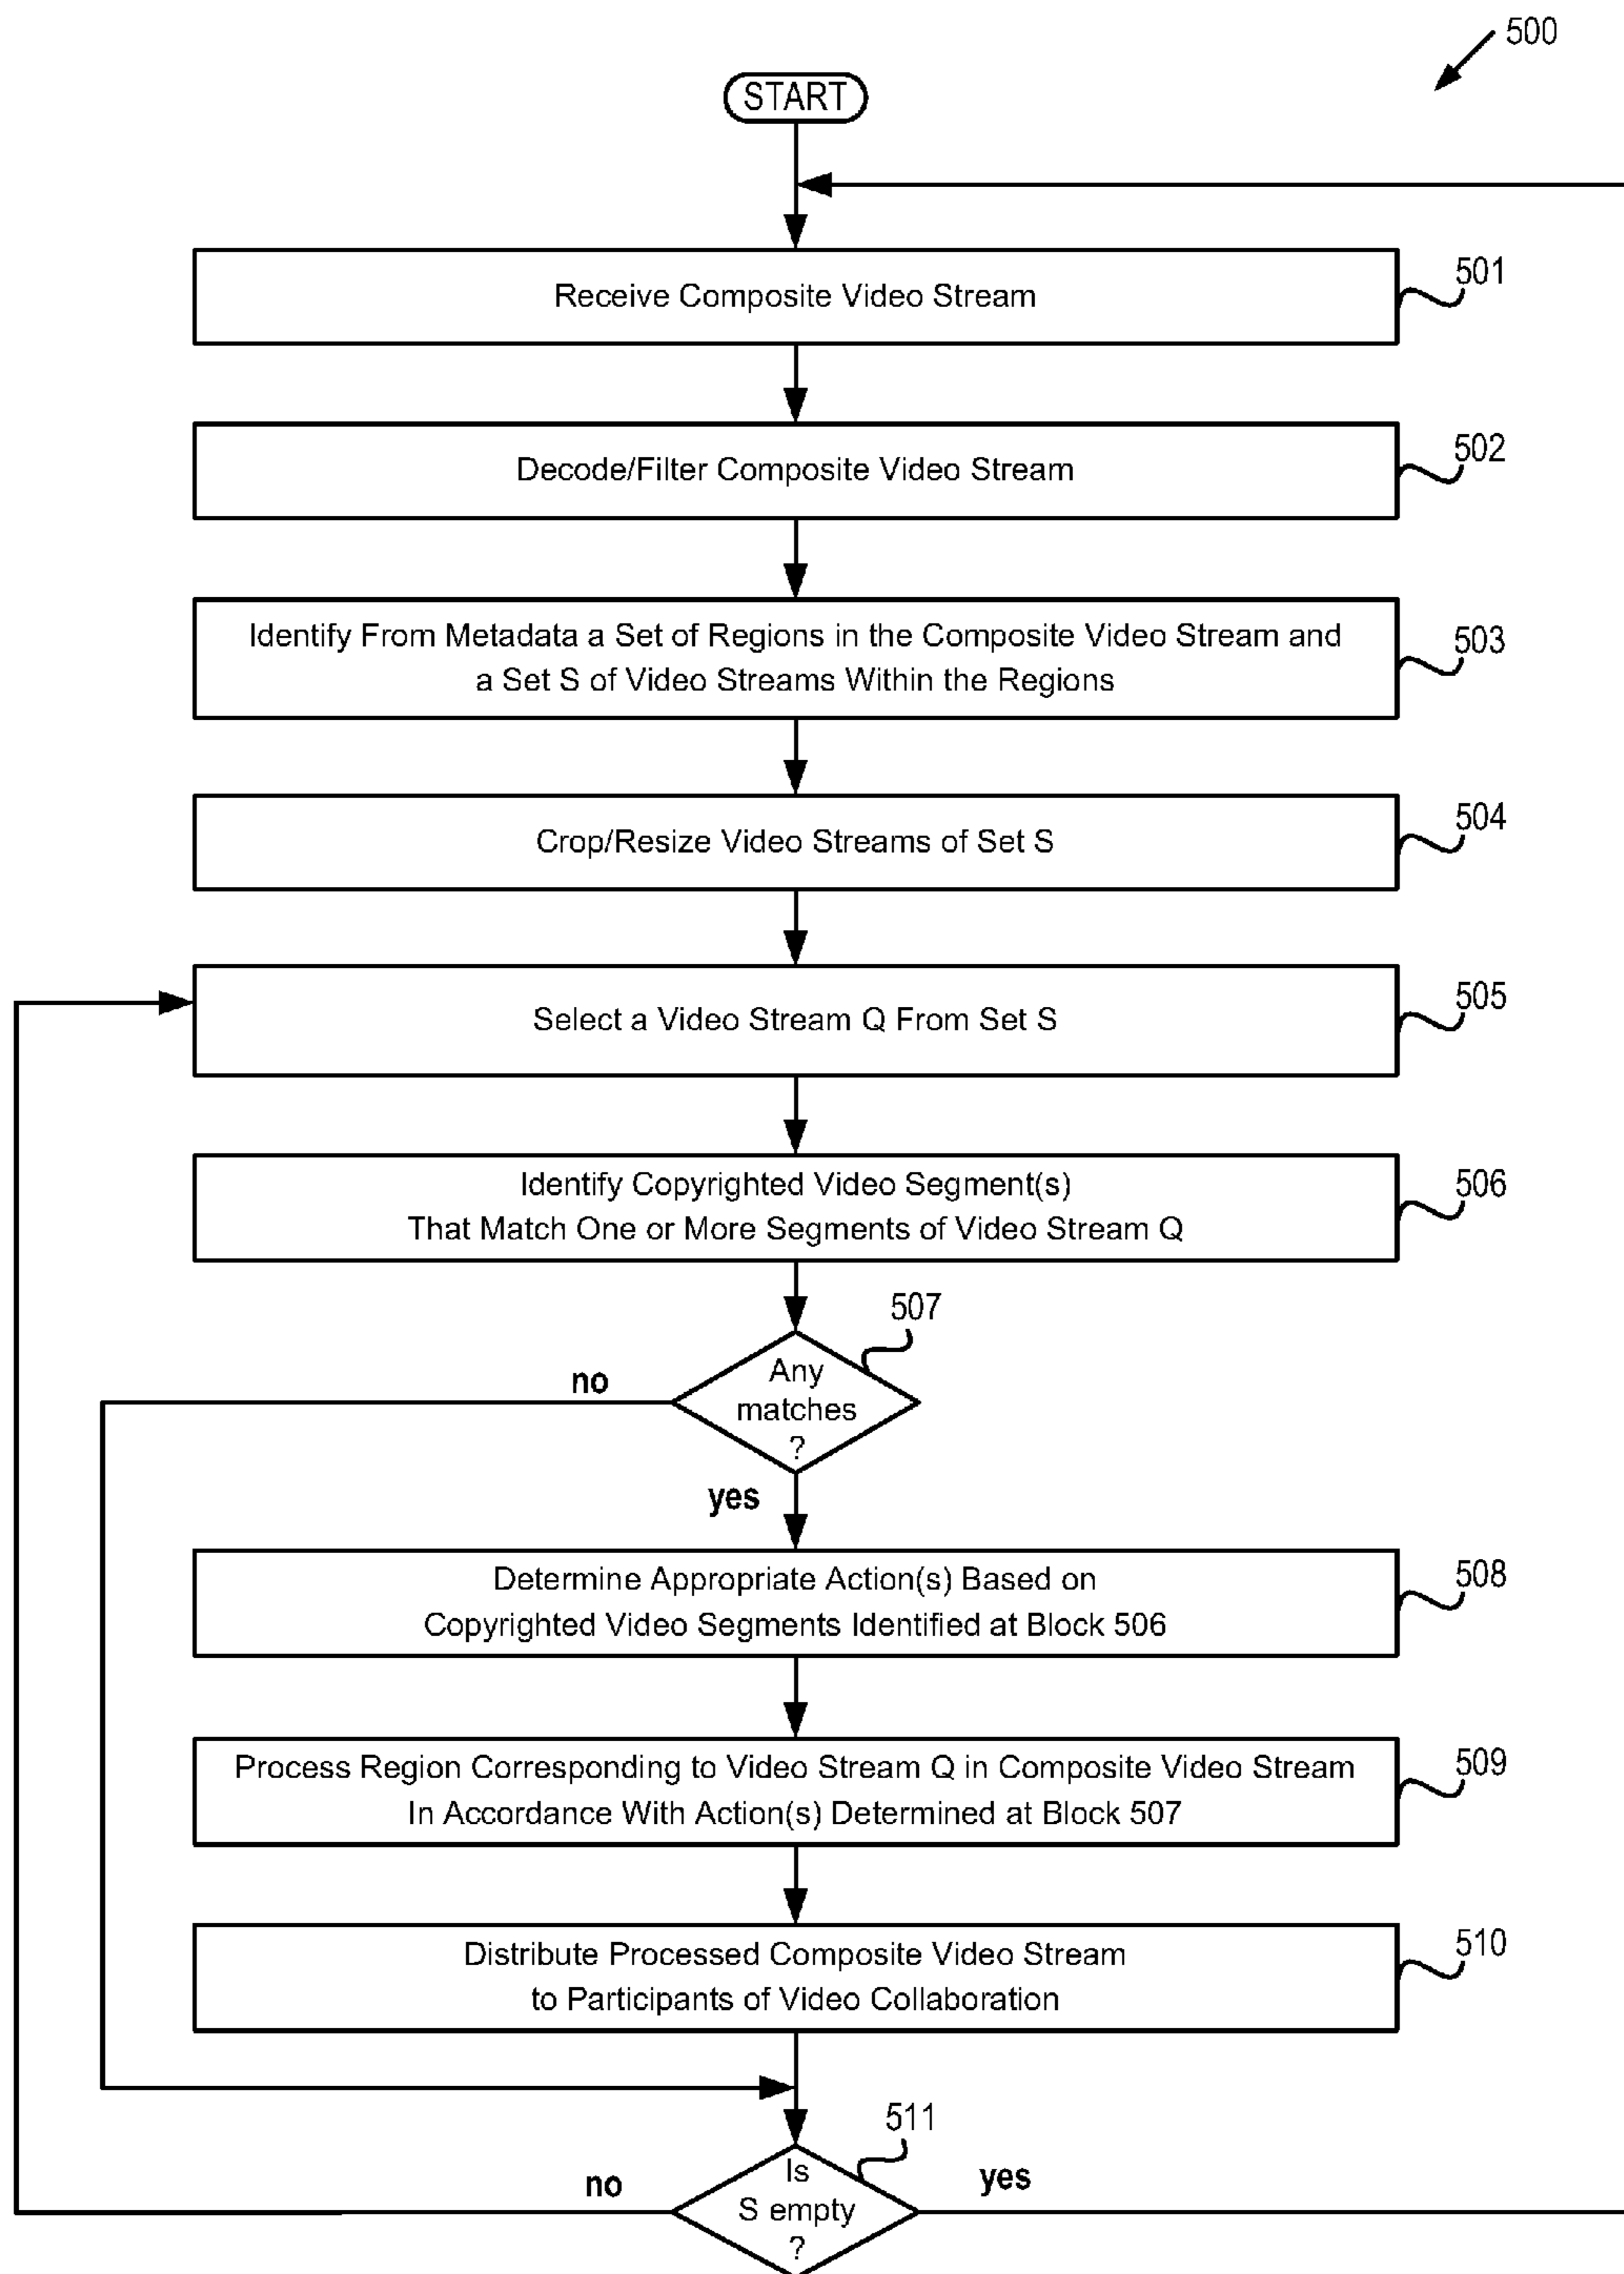 500
START
Receive Composite Video Stream
501
Decode/Filter Composite Video Stream
502
Identify From Metadata a Set of Regions in the Composite Video Stream and
a Set S of Video Streams Within the Regions
503
Crop/Resize Video Streams of Set S
504
Select a Video Stream Q From Set S
505
Identify Copyrighted Video Segment(s)
That Match One or More Segments of Video Stream Q
506
507
Any
matches
?
no
yes
Determine Appropriate Action(s) Based on
Copyrighted Video Segments Identified at Block 506
508
Process Region Corresponding to Video Stream Q in Composite Video Stream
In Accordance With Action(s) Determined at Block 507
509
Distribute Processed Composite Video Stream
to Participants of Video Collaboration
510
511
Is
S empty
?
no
yes